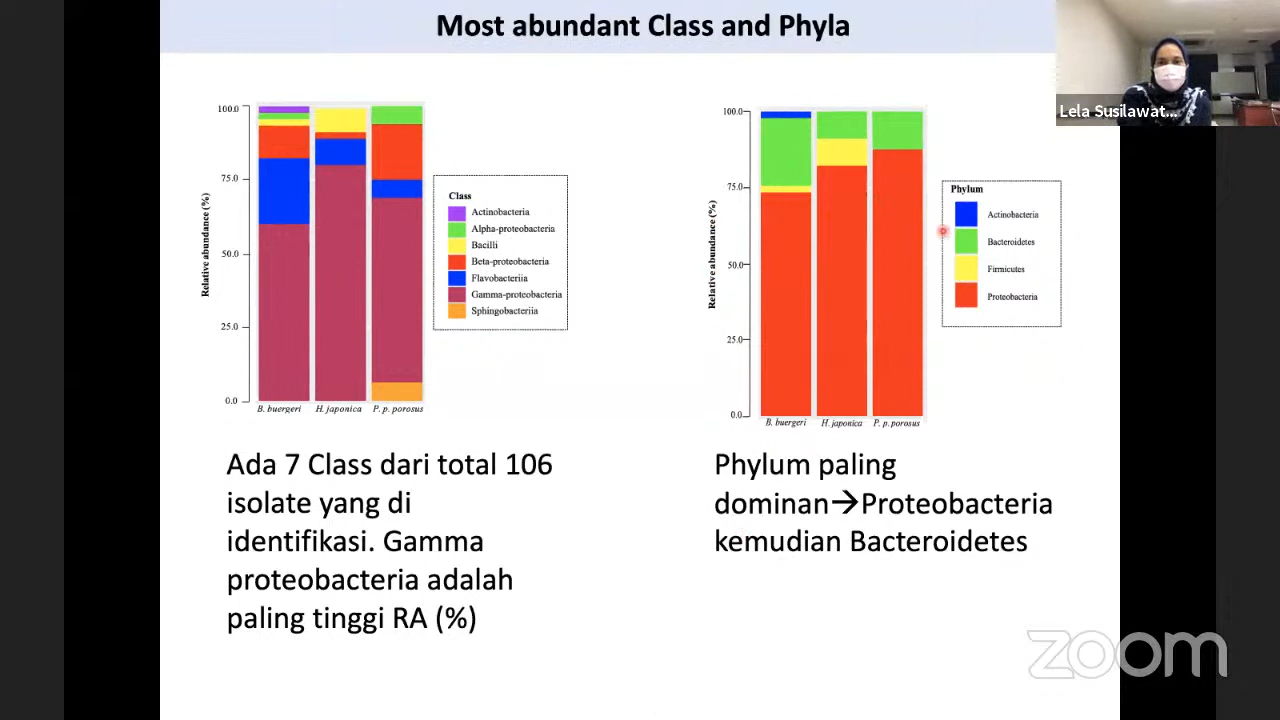 Most abundant Class and Phyla
Lela Susilawat...
100.0
75.0
50.0
25.0
0.0
Relative abundance (%)
B. buergeri H. japonica P. p. porosus
Class
Actinobacteria
Alpha-proteobacteria
Bacilli
Beta-proteobacteria
Flavobacteriia
Gamma-proteobacteria
Sphingobacteriia
100.0
75.0
50.0
25.0
0.0
Relative abundance (%)
B. buergeri H. japonica P. p. porosus
Phylum
Actinobacteria
Bacteroidetes
Firmicutes
Proteobacteria
Ada 7 Class dari total 106
isolate yang di
identifikasi. Gamma
proteobacteria adalah
paling tinggi RA (%)
Phylum paling
dominan→Proteobacteria
kemudian Bacteroidetes
zoom